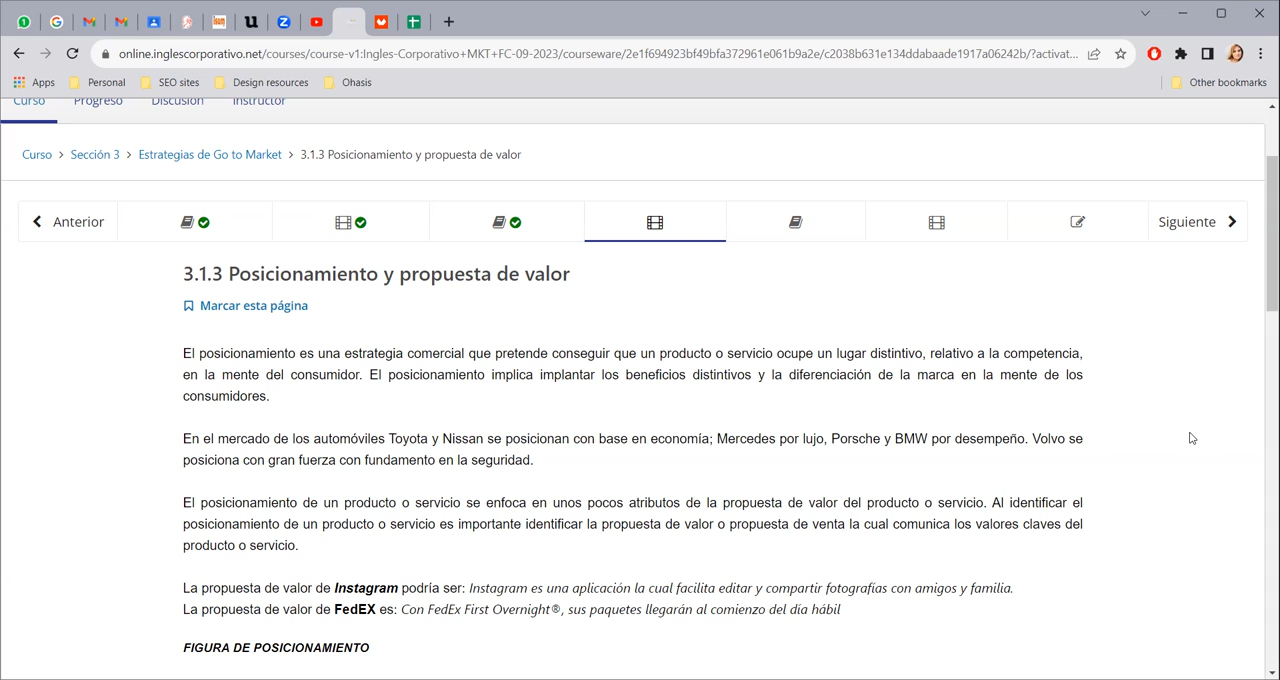 online.inglescorporativo.net/courses/course-v1:Ingles-Corporativo+MKT+FC-09-2023/courseware/2e1f694923bf49bfa372961e061b9a2e/c2038b631e134ddabaade1917a06242b/?activat...
Apps Personal SEO sites Design resources Ohasis Other bookmarks
Curso Progreso Discusión Instructor
Curso > Sección 3 > Estrategias de Go to Market > 3.1.3 Posicionamiento y propuesta de valor
Anterior Siguiente
3.1.3 Posicionamiento y propuesta de valor
Marcar esta página
El posicionamiento es una estrategia comercial que pretende conseguir que un producto o servicio ocupe un lugar distintivo, relativo a la competencia,
en la mente del consumidor. El posicionamiento implica implantar los beneficios distintivos y la diferenciación de la marca en la mente de los
consumidores.
En el mercado de los automóviles Toyota y Nissan se posicionan con base en economía; Mercedes por lujo, Porsche y BMW por desempeño. Volvo se
posiciona con gran fuerza con fundamento en la seguridad.
El posicionamiento de un producto o servicio se enfoca en unos pocos atributos de la propuesta de valor del producto o servicio. Al identificar el
posicionamiento de un producto o servicio es importante identificar la propuesta de valor o propuesta de venta la cual comunica los valores claves del
producto o servicio.
La propuesta de valor de Instagram podría ser: Instagram es una aplicación la cual facilita editar y compartir fotografías con amigos y familia.
La propuesta de valor de FedEX es: Con FedEx First Overnight®, sus paquetes llegarán al comienzo del día hábil
FIGURA DE POSICIONAMIENTO